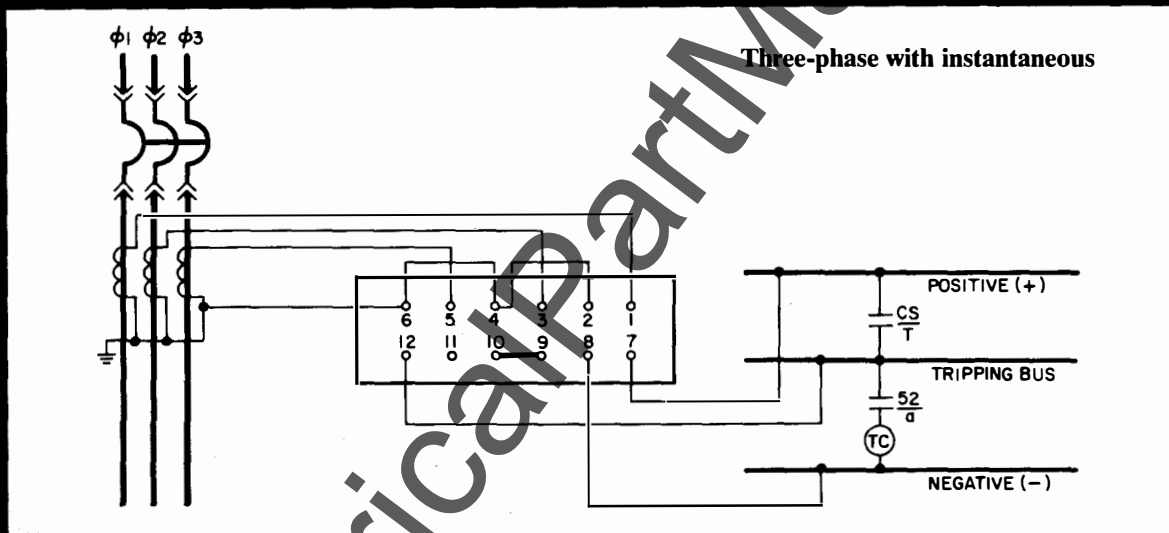 ϕ1 ϕ2 ϕ3
Three-phase with instantaneous
POSITIVE (+)
CS
T
6 5 4 3 2 1
12 11 10 9 8 7
TRIPPING BUS
52
a
TC
NEGATIVE (-)
icalPartM